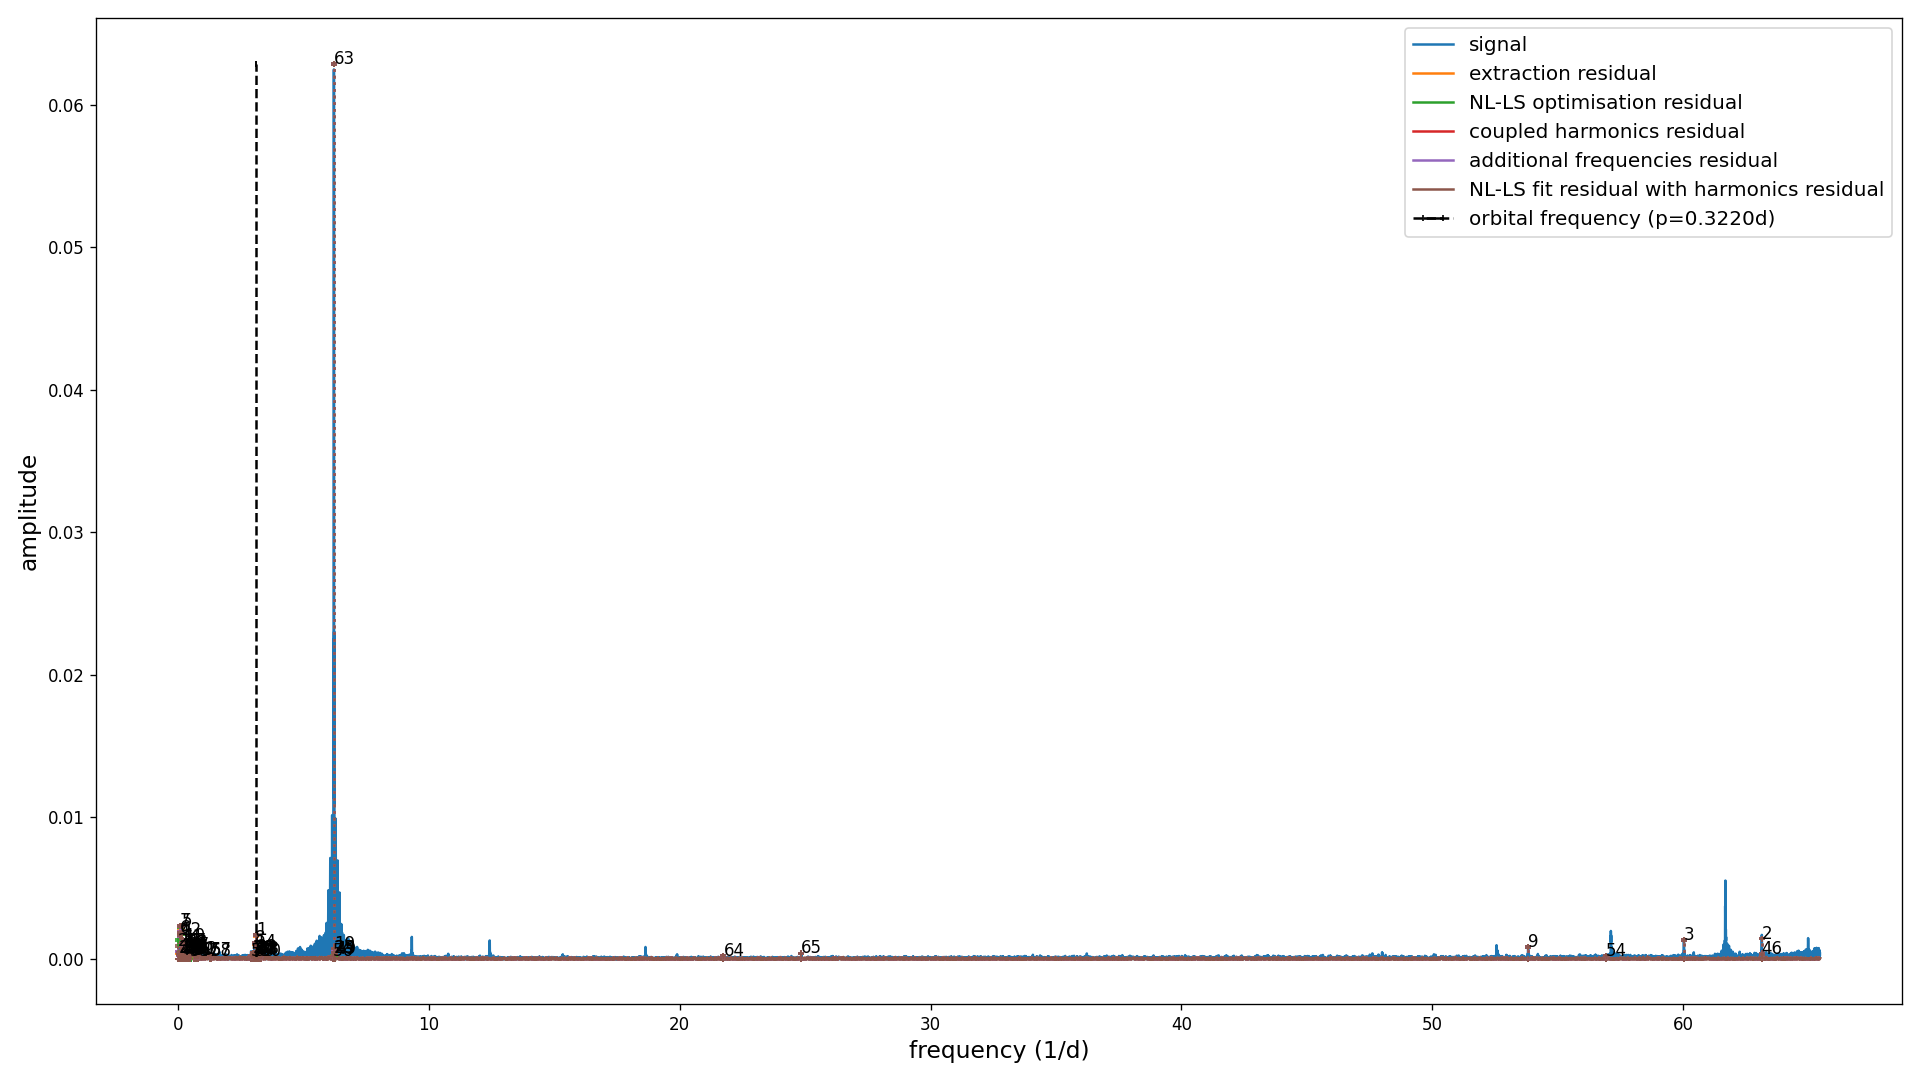 signal
extraction residual
NL-LS optimisation residual
coupled harmonics residual
additional frequencies residual
NL-LS fit residual with harmonics residual
orbital frequency (p=0.3220d)
63
0.06
0.05
0.04
amplitude
0.03
0.02
0.01
0.00
1
64
65
9
54
3
2
46
0
10
20
30
40
50
60
frequency (1/d)